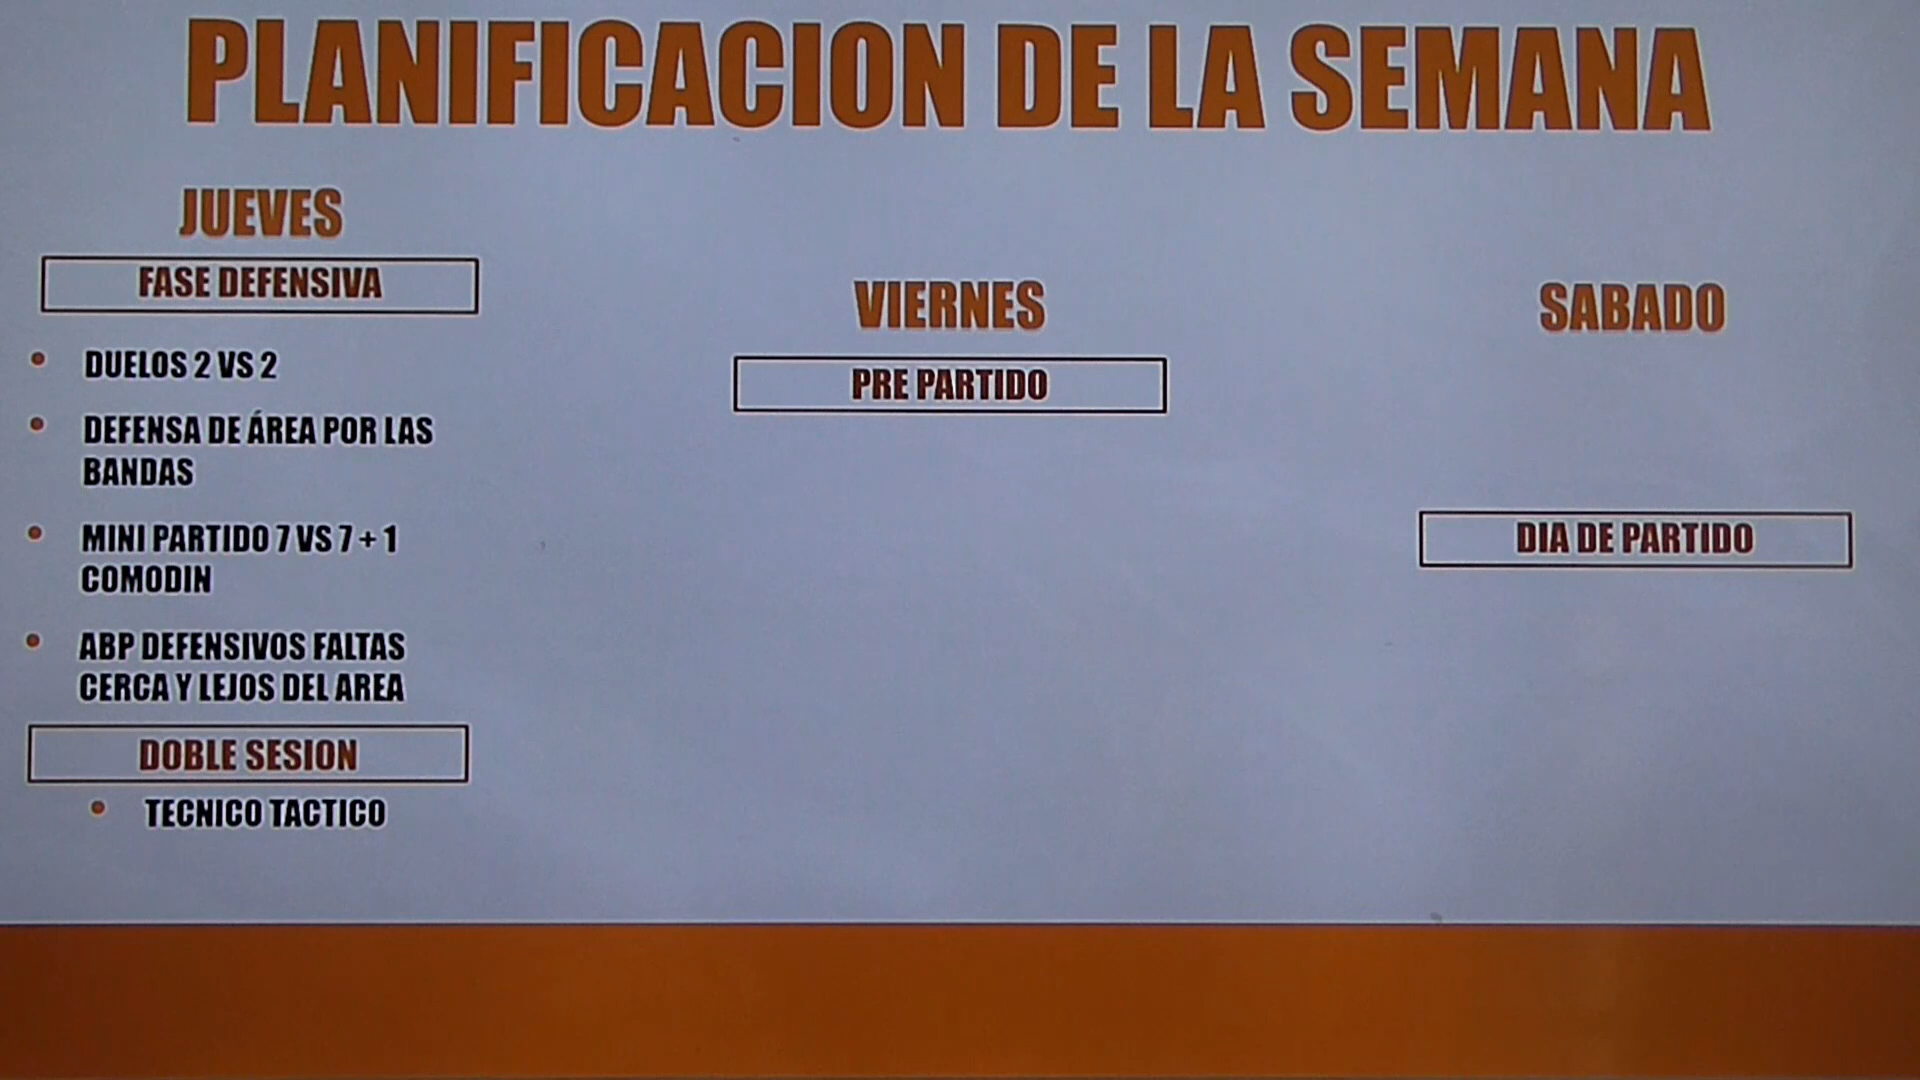 PLANIFICACION DE LA SEMANA
JUEVES
FASE DEFENSIVA
DUELOS 2 VS 2
DEFENSA DE ÁREA POR LAS
BANDAS
MINI PARTIDO 7 VS 7 + 1
COMODIN
ABP DEFENSIVOS FALTAS
CERCA Y LEJOS DEL AREA
DOBLE SESION
TECNICO TACTICO
VIERNES
PRE PARTIDO
SABADO
DIA DE PARTIDO